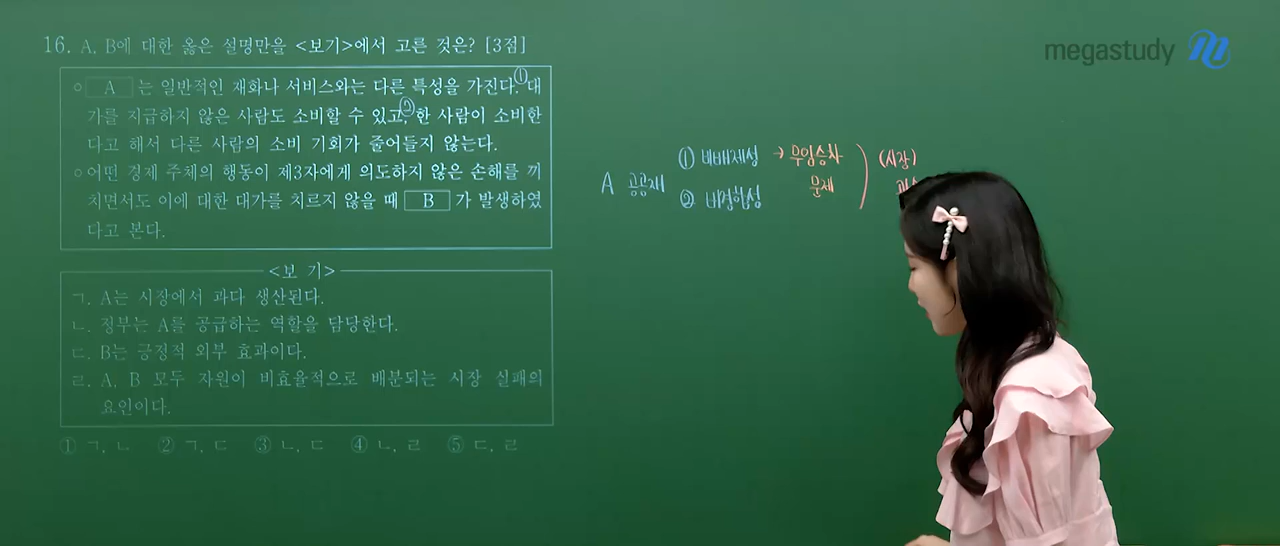 16. A, B에 대한 옳은 설명만을 <보기>에서 고른 것은? [3점]
megastudy
○ A 는 일반적인 재화나 서비스와는 다른 특성을 가진다. ① 대
가를 지급하지 않은 사람도 소비할 수 있고, ② 한 사람이 소비한
다고 해서 다른 사람의 소비 기회가 줄어들지 않는다.
○ 어떤 경제 주체의 행동이 제3자에게 의도하지 않은 손해를 끼
치면서도 이에 대한 대가를 치르지 않을 때 B 가 발생하였
다고 본다.
<보 기>
ㄱ. A는 시장에서 과다 생산된다.
ㄴ. 정부는 A를 공급하는 역할을 담당한다.
ㄷ. B는 긍정적 외부 효과이다.
ㄹ. A, B 모두 자원이 비효율적으로 배분되는 시장 실패의
요인이다.
① ㄱ, ㄴ ② ㄱ, ㄷ ③ ㄴ, ㄷ ④ ㄴ, ㄹ ⑤ ㄷ, ㄹ
A 공공재
① 비배제성 → 무임승차 문제
② 비경합성
(시장)